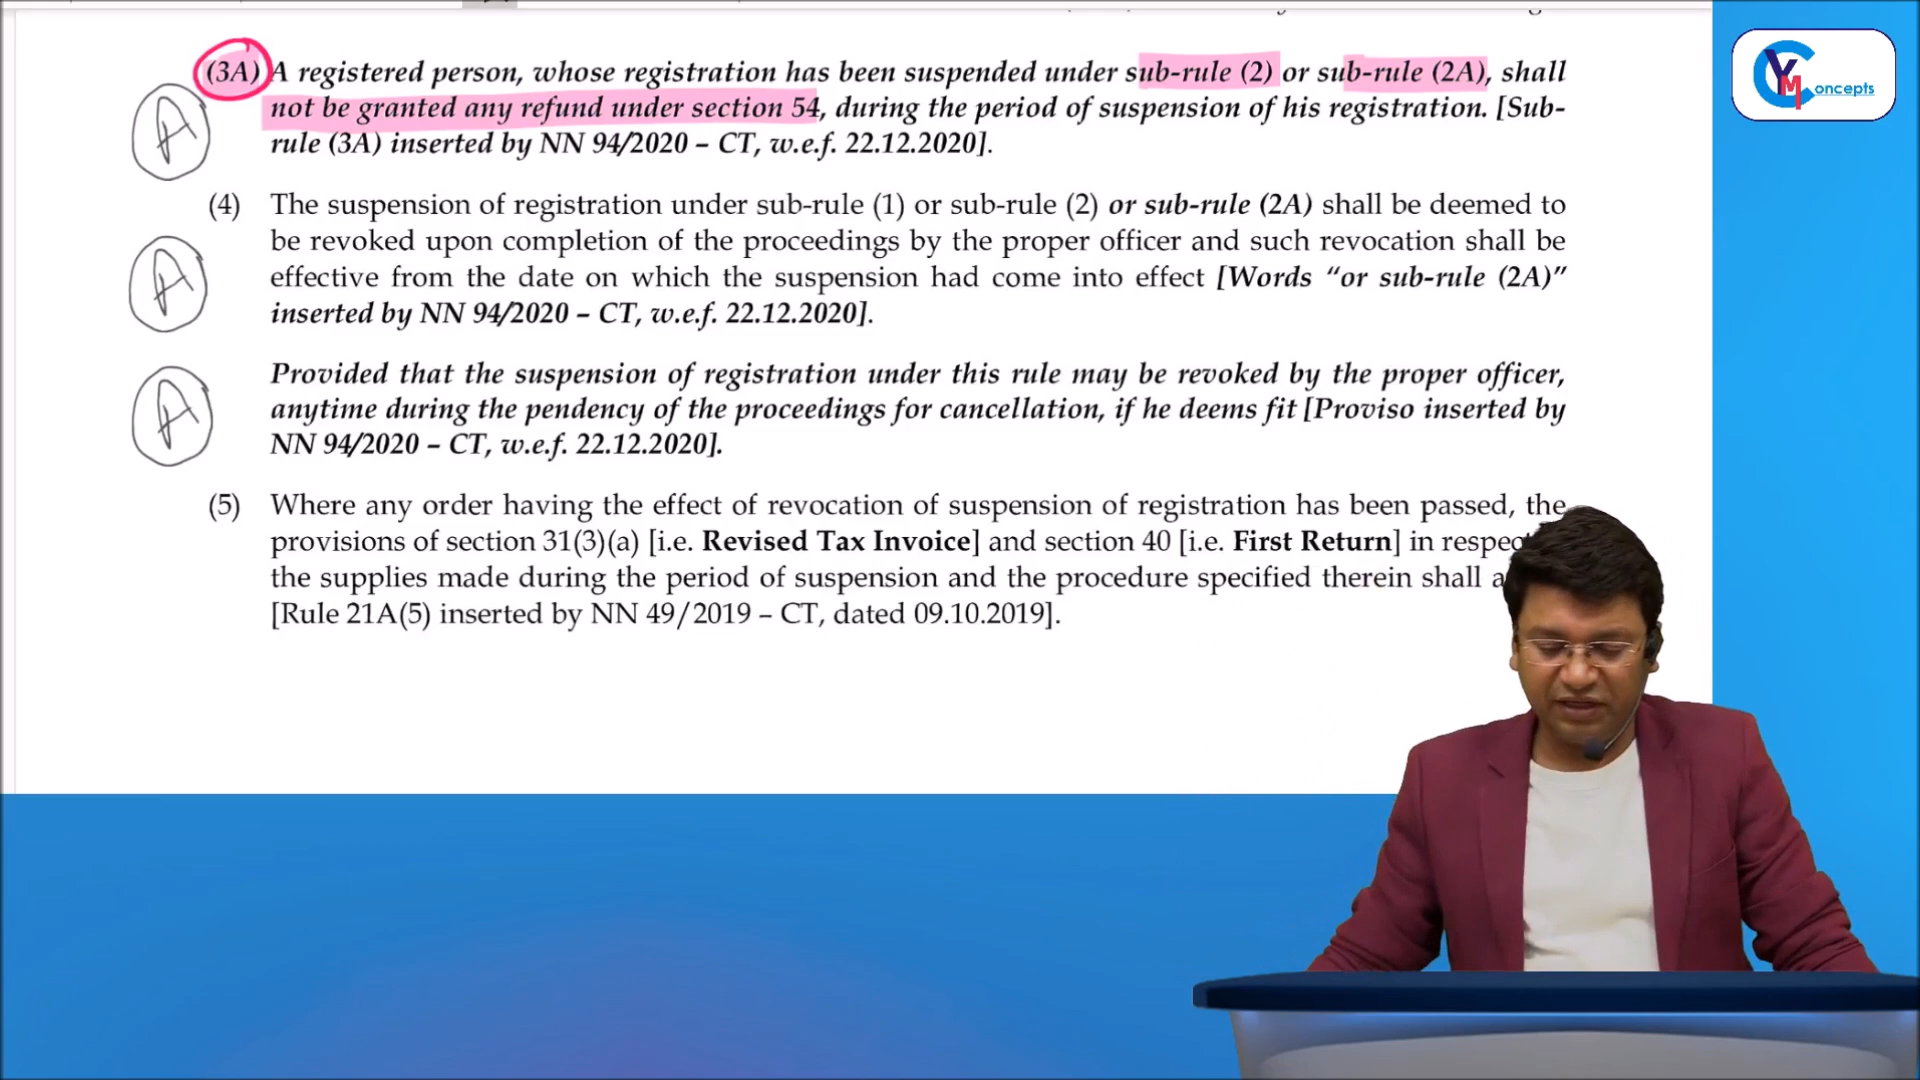 (3A) A registered person, whose registration has been suspended under sub-rule (2) or sub-rule (2A), shall
A not be granted any refund under section 54, during the period of suspension of his registration. [Sub-
rule (3A) inserted by NN 94/2020 – CT, w.e.f. 22.12.2020].
(4) The suspension of registration under sub-rule (1) or sub-rule (2) or sub-rule (2A) shall be deemed to
be revoked upon completion of the proceedings by the proper officer and such revocation shall be
A effective from the date on which the suspension had come into effect [Words “or sub-rule (2A)”
inserted by NN 94/2020 – CT, w.e.f. 22.12.2020].
Provided that the suspension of registration under this rule may be revoked by the proper officer,
A anytime during the pendency of the proceedings for cancellation, if he deems fit [Proviso inserted by
NN 94/2020 – CT, w.e.f. 22.12.2020].
(5) Where any order having the effect of revocation of suspension of registration has been passed, the
provisions of section 31(3)(a) [i.e. Revised Tax Invoice] and section 40 [i.e. First Return] in
the supplies made during the period of suspension and the procedure specified therein shall
[Rule 21A(5) inserted by NN 49/2019 – CT, dated 09.10.2019].
YM Concepts